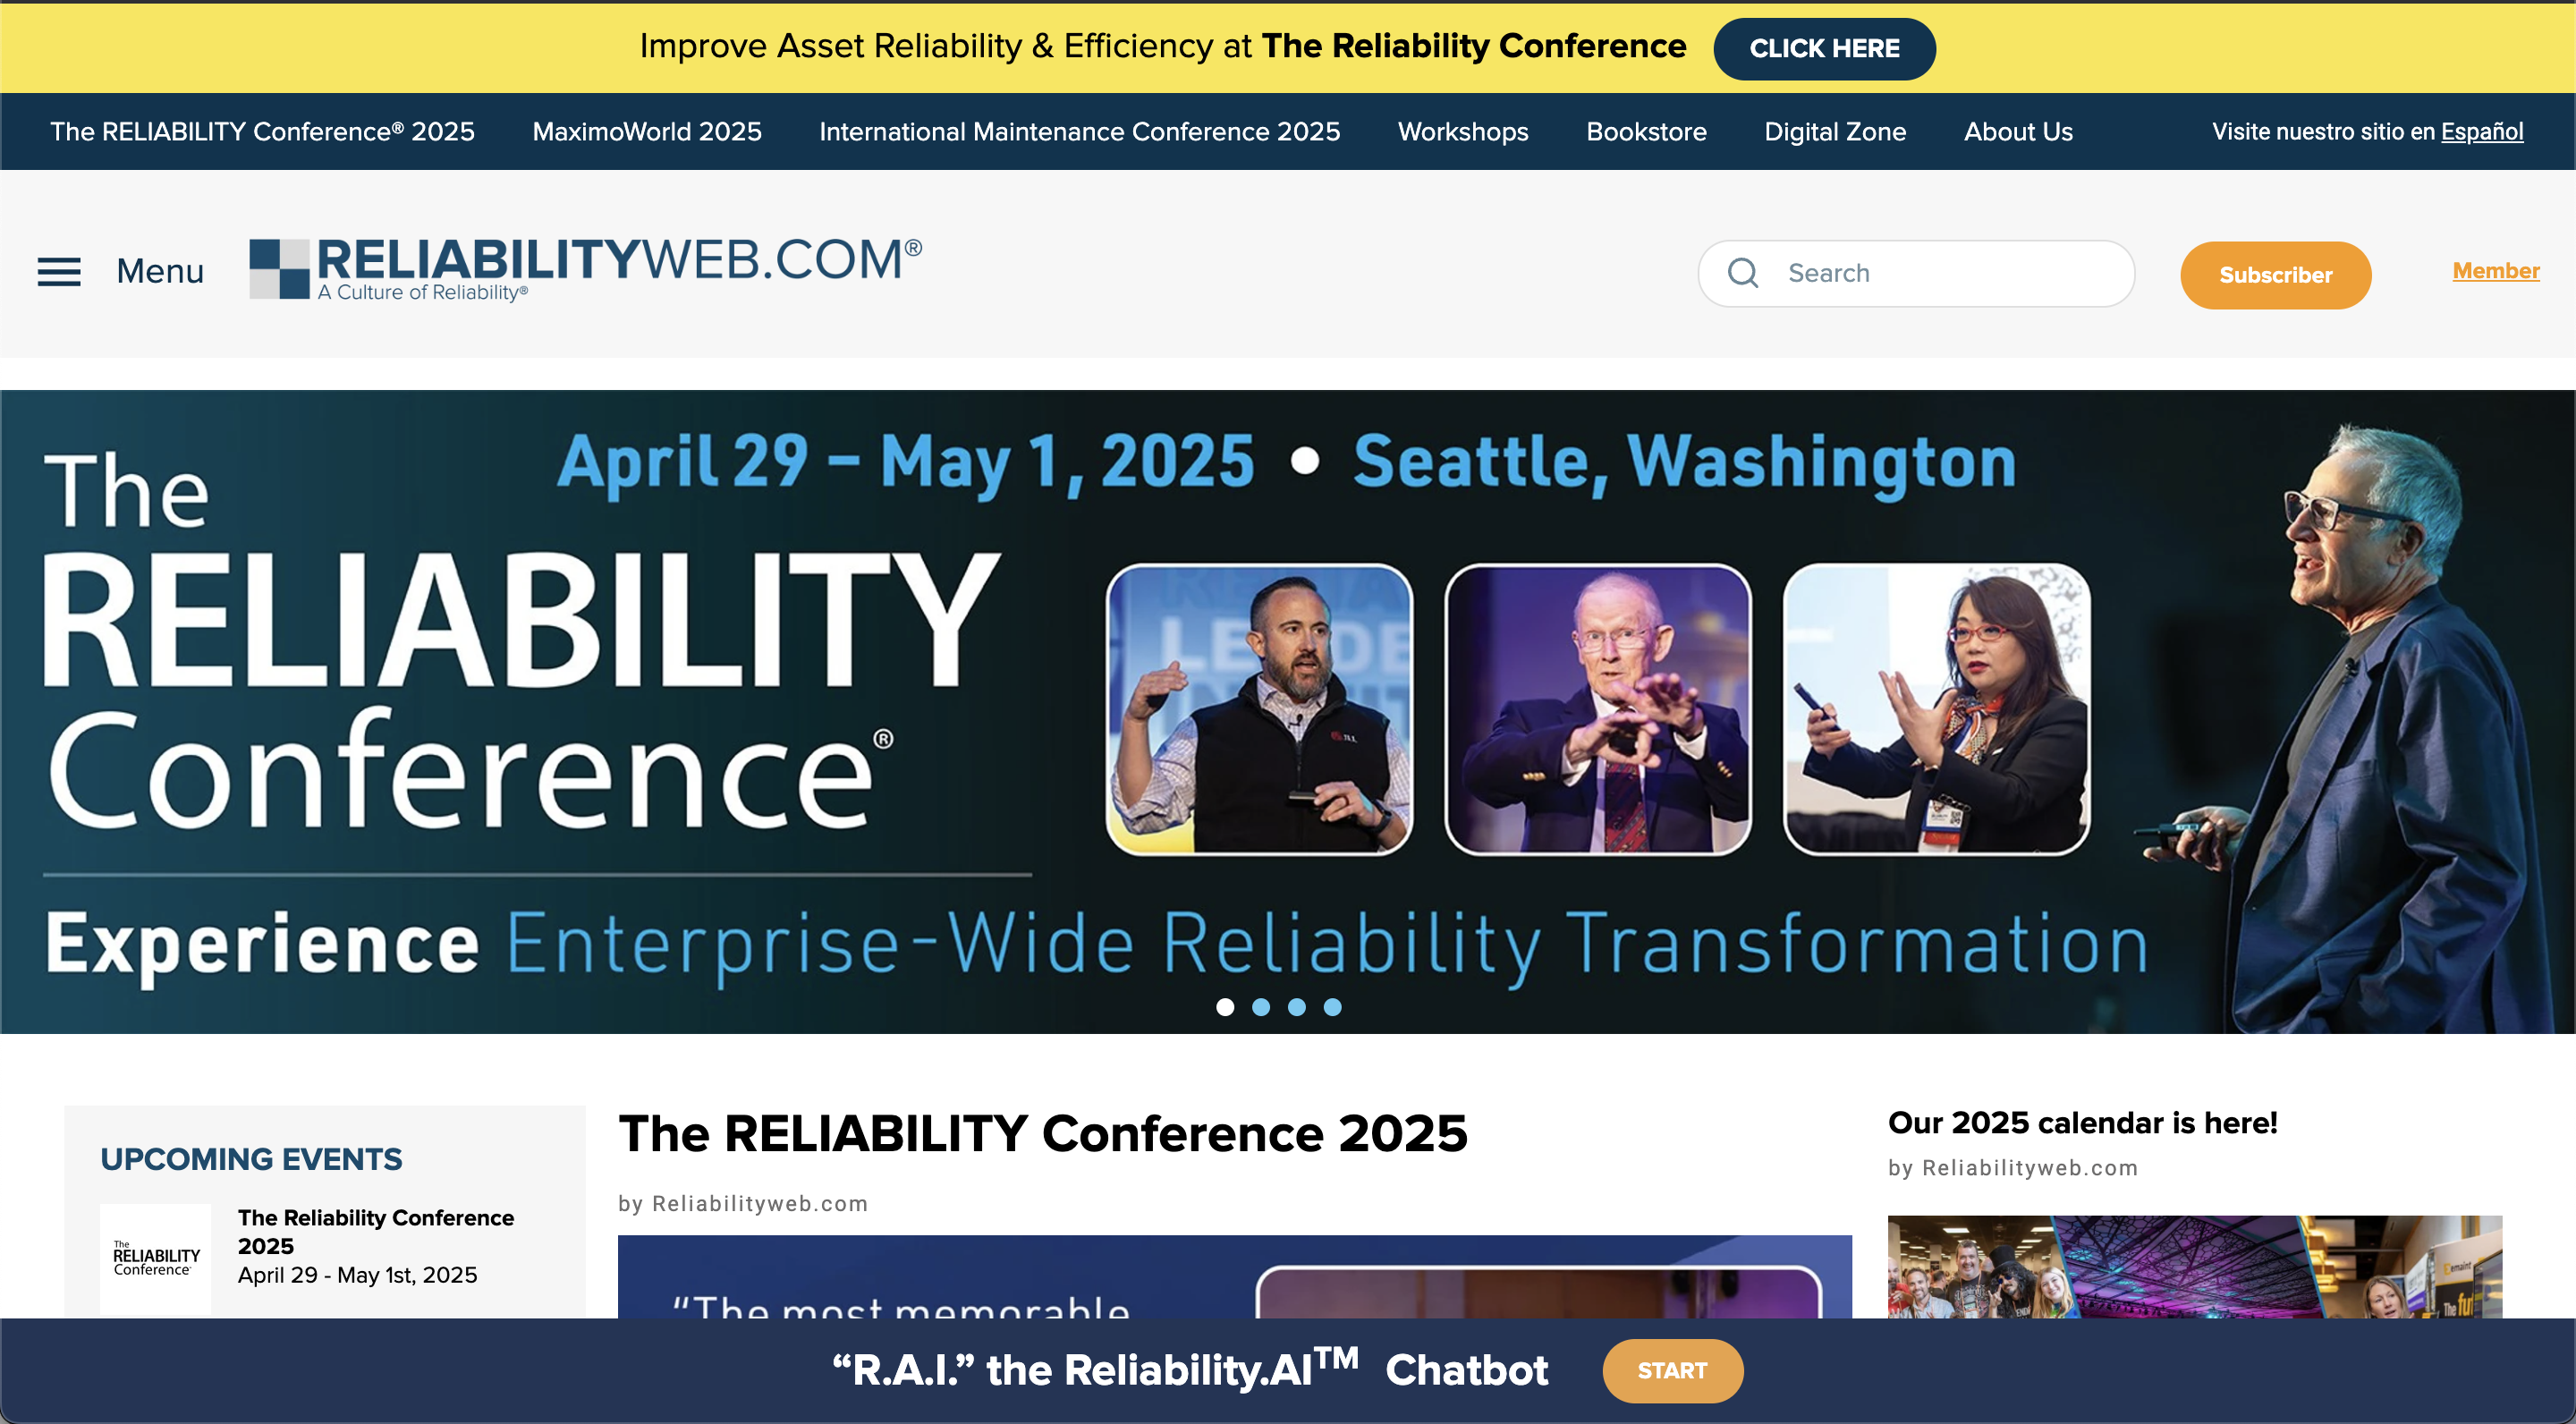 Improve Asset Reliability & Efficiency at The Reliability Conference CLICK HERE
The RELIABILITY Conference® 2025 MaximoWorld 2025 International Maintenance Conference 2025 Workshops Bookstore Digital Zone About Us Visite nuestro sitio en Español
Menu
RELIABILITYWEB.COM®
A Culture of Reliability®
Search
Subscriber
Member
April 29 – May 1, 2025 • Seattle, Washington
The
RELIABILITY
Conference®
Experience Enterprise-Wide Reliability Transformation
UPCOMING EVENTS
The
RELIABILITY
Conference
The Reliability Conference
2025
April 29 - May 1st, 2025
The RELIABILITY Conference 2025
by Reliabilityweb.com
“The most memorable
Our 2025 calendar is here!
by Reliabilityweb.com
emaint
The fu
“R.A.I.” the Reliability.AI™ Chatbot START